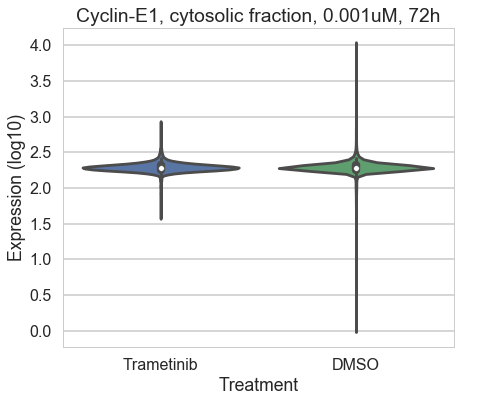 Cyclin-E1, cytosolic fraction, 0.001uM, 72h
4.0
3.5
3.0
2.5
2.0
1.5
1.0
0.5
0.0
Expression (log10)
Trametinib DMSO
Treatment